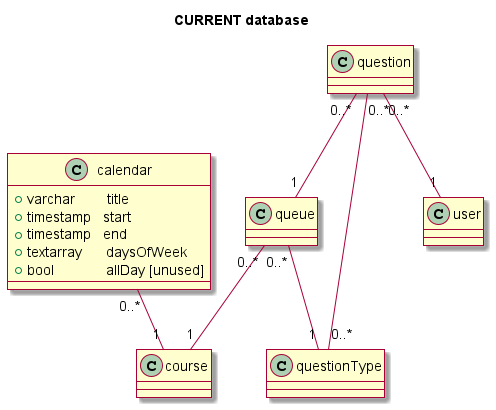 CURRENT database
C question
0..* 0..* 0..*
C calendar
varchar title
timestamp start
timestamp end
textarray daysOfWeek
bool allDay [unused]
1 1
C queue
C user
0..* 0..* 0..*
1 1 1 0..*
C course
C questionType